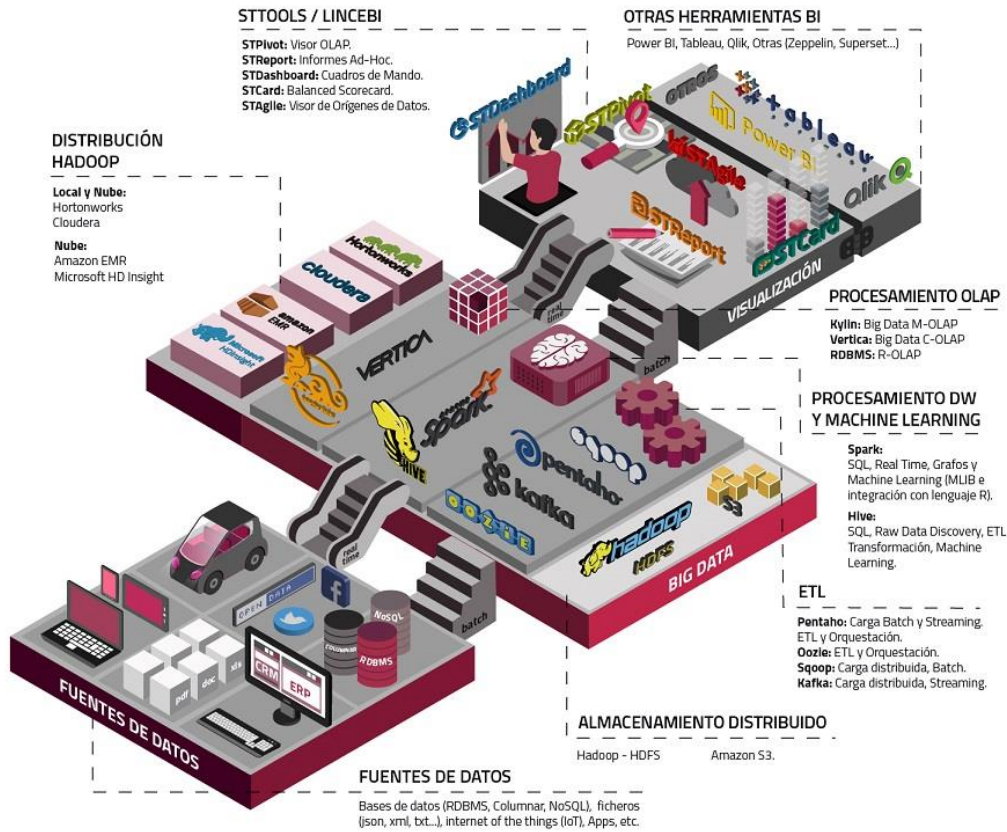 STTOOLS / LINCEBI
STPivot: Visor OLAP.
STReport: Informes Ad-Hoc.
STDashboard: Cuadros de Mando.
STCard: Balanced Scorecard.
STAgile: Visor de Orígenes de Datos.
OTRAS HERRAMIENTAS BI
Power BI, Tableau, Qlik, Otras (Zeppelin, Superset...)
DISTRIBUCIÓN
HADOOP
Local y Nube:
Hortonworks
Cloudera
Nube:
Amazon EMR
Microsoft HD Insight
STDashboard
STPivot
OTROS
+ableau
Power BI
STAgile
Qlik
STReport
STCard
VISUALIZACIÓN
Hortonworks
cloudera
amazon
EMR
Microsoft
HDInsight
VERTICA
real
time
batch
Spark
HIVE
pentaho
sqoop
kafka
OOZIE
hadoop
HDFS
S3
BIG DATA
PROCESAMIENTO OLAP
Kylin: Big Data M-OLAP
Vertica: Big Data C-OLAP
RDBMS: R-OLAP
PROCESAMIENTO DW
Y MACHINE LEARNING
Spark:
SQL, Real Time, Grafos y
Machine Learning (MLIB e
integración con lenguaje R).
Hive:
SQL, Raw Data Discovery, ETL
Transformación, Machine
Learning.
ETL
Pentaho: Carga Batch y Streaming.
ETL y Orquestación.
Oozie: ETL y Orquestación.
Sqoop: Carga distribuida, Batch.
Kafka: Carga distribuida, Streaming.
real
time
batch
OPEN DATA
NoSQL
COLUMNAR
RDBMS
pdf
doc
xls
CRM
ERP
FUENTES DE DATOS
ALMACENAMIENTO DISTRIBUIDO
Hadoop - HDFS
Amazon S3.
FUENTES DE DATOS
Bases de datos (RDBMS, Columnar, NoSQL), ficheros
(json, xml, txt...), internet of the things (IoT), Apps, etc.